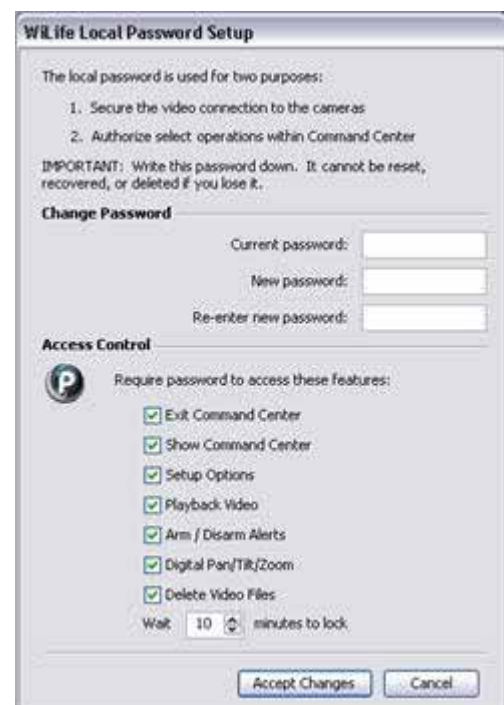 WiLife Local Password Setup
The local password is used for two purposes:
1. Secure the video connection to the cameras
2. Authorize select operations within Command Center
IMPORTANT: Write this password down. It cannot be reset,
recovered, or deleted if you lose it.
Change Password
Current password:
New password:
Re-enter new password:
Access Control
P
Require password to access these features:
Exit Command Center
Show Command Center
Setup Options
Playback Video
Arm / Disarm Alerts
Digital Pan/Tilt/Zoom
Delete Video Files
Wait 10 minutes to lock
Accept Changes Cancel